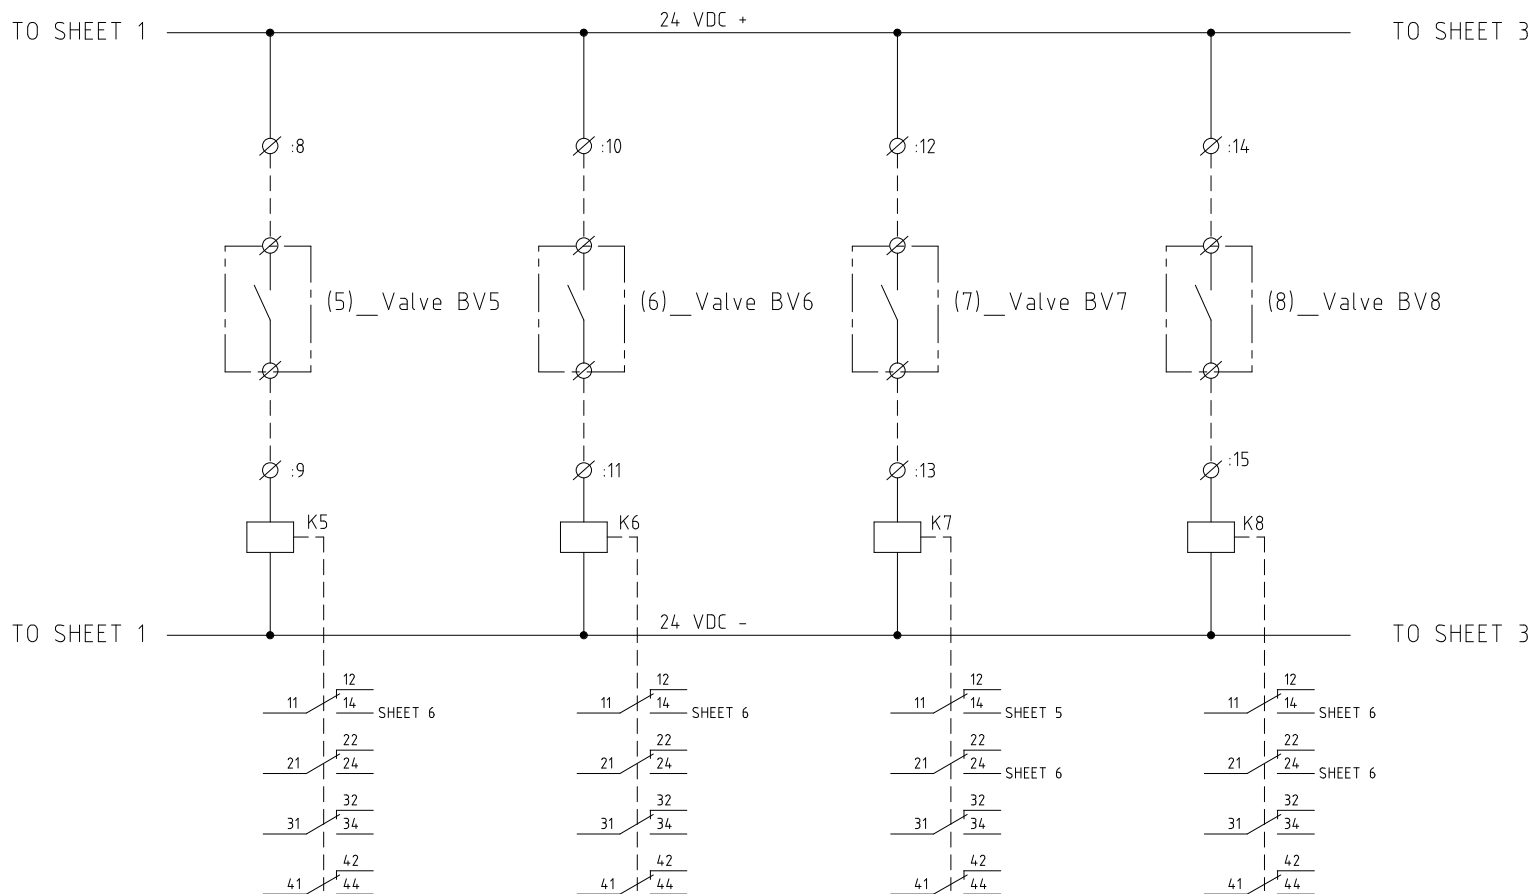 24 VDC +
TO SHEET 1 TO SHEET 3
:8 :10 :12 :14
(5)__Valve BV5 (6)__Valve BV6 (7)__Valve BV7 (8)__Valve BV8
:15
:9 :11 :13
K5 K6 K7 K8
24 VDC -
TO SHEET 1 TO SHEET 3
12 12 12 12
11 14 SHEET 6 11 14 SHEET 6 11 14 SHEET 5 11 14 SHEET 6
22 22 22 22
21 24 21 24 21 24 SHEET 6 21 24 SHEET 6
32 32 32 32
31 34 31 34 31 34 31 34
42 42 42 42
41 44 41 44 41 44 41 44